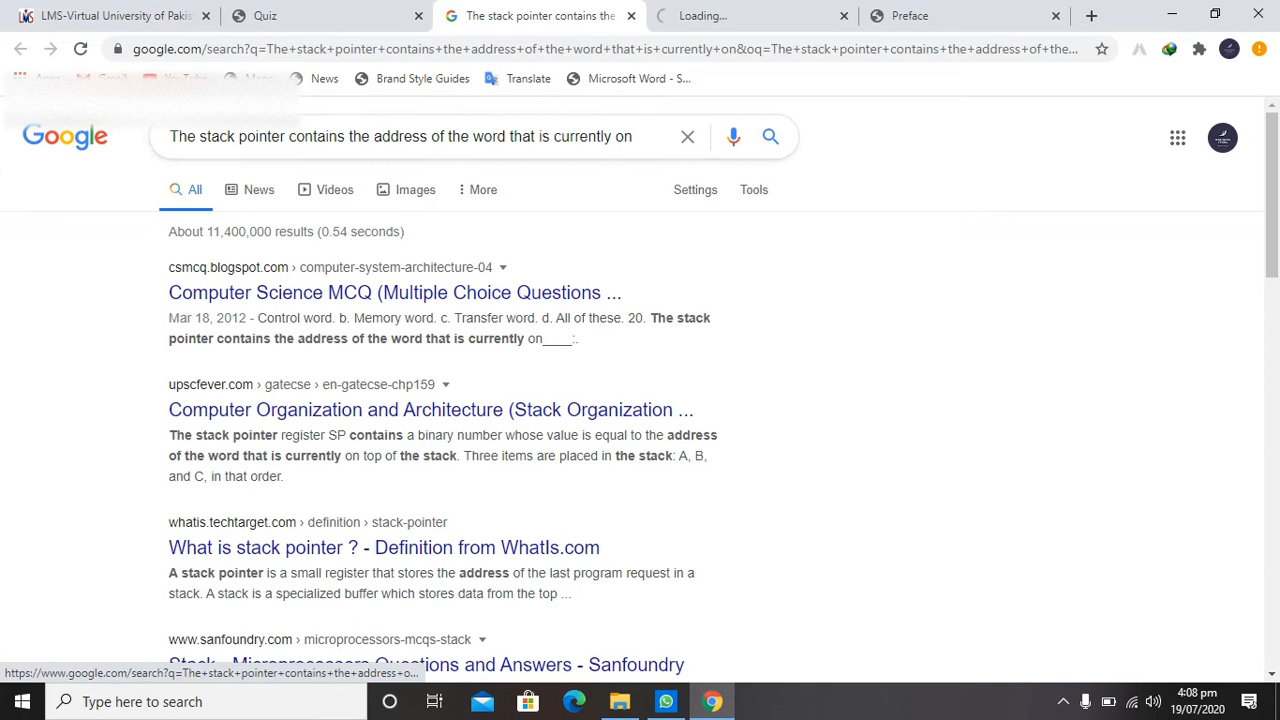 LMS-Virtual University of Pakis
Quiz
The stack pointer contains the
Loading...
Preface
google.com/search?q=The+stack+pointer+contains+the+address+of+the+word+that+is+currently+on&oq=The+stack+pointer+contains+the+address+of+the...
Apps Gmail YouTube Maps News Brand Style Guides Translate Microsoft Word - S...
Google
The stack pointer contains the address of the word that is currently on
All News Videos Images More Settings Tools
About 11,400,000 results (0.54 seconds)
csmcq.blogspot.com › computer-system-architecture-04
Computer Science MCQ (Multiple Choice Questions ...
Mar 18, 2012 - Control word. b. Memory word. c. Transfer word. d. All of these. 20. The stack
pointer contains the address of the word that is currently on____:.
upscfever.com › gatecse › en-gatecse-chp159
Computer Organization and Architecture (Stack Organization ...
The stack pointer register SP contains a binary number whose value is equal to the address
of the word that is currently on top of the stack. Three items are placed in the stack: A, B,
and C, in that order.
whatis.techtarget.com › definition › stack-pointer
What is stack pointer ? - Definition from WhatIs.com
A stack pointer is a small register that stores the address of the last program request in a
stack. A stack is a specialized buffer which stores data from the top ...
www.sanfoundry.com › microprocessors-mcqs-stack
Stack - Microprocessors Questions and Answers - Sanfoundry
https://www.google.com/search?q=The+stack+pointer+contains+the+address+o...
Type here to search
4:08 pm
19/07/2020